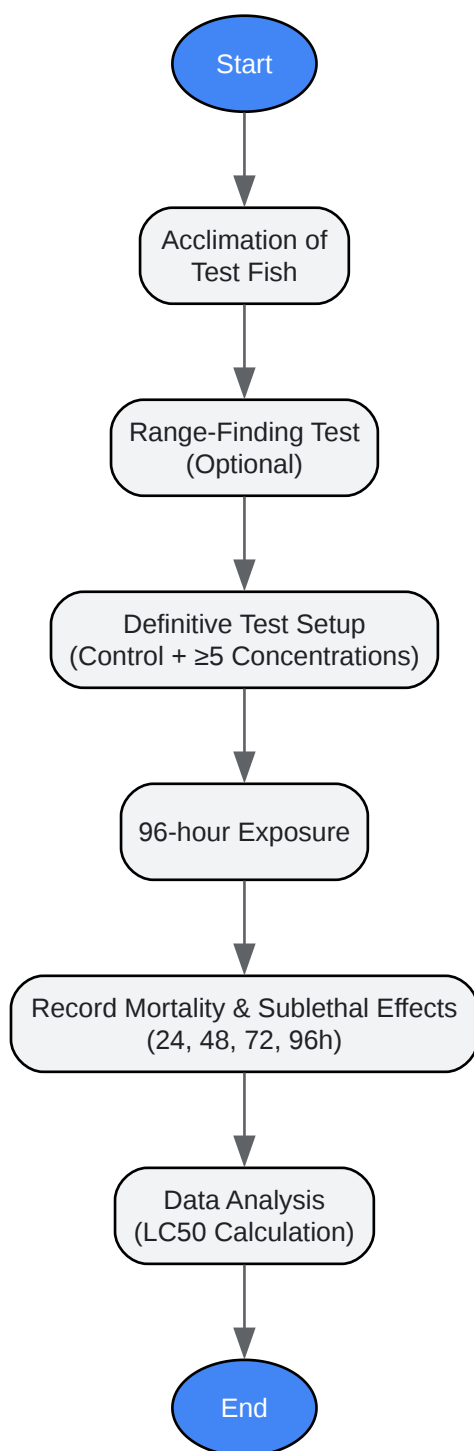 Start
Acclimation of
Test Fish
Range-Finding Test
(Optional)
Definitive Test Setup
(Control + ≥5 Concentrations)
96-hour Exposure
Record Mortality & Sublethal Effects
(24, 48, 72, 96h)
Data Analysis
(LC50 Calculation)
End